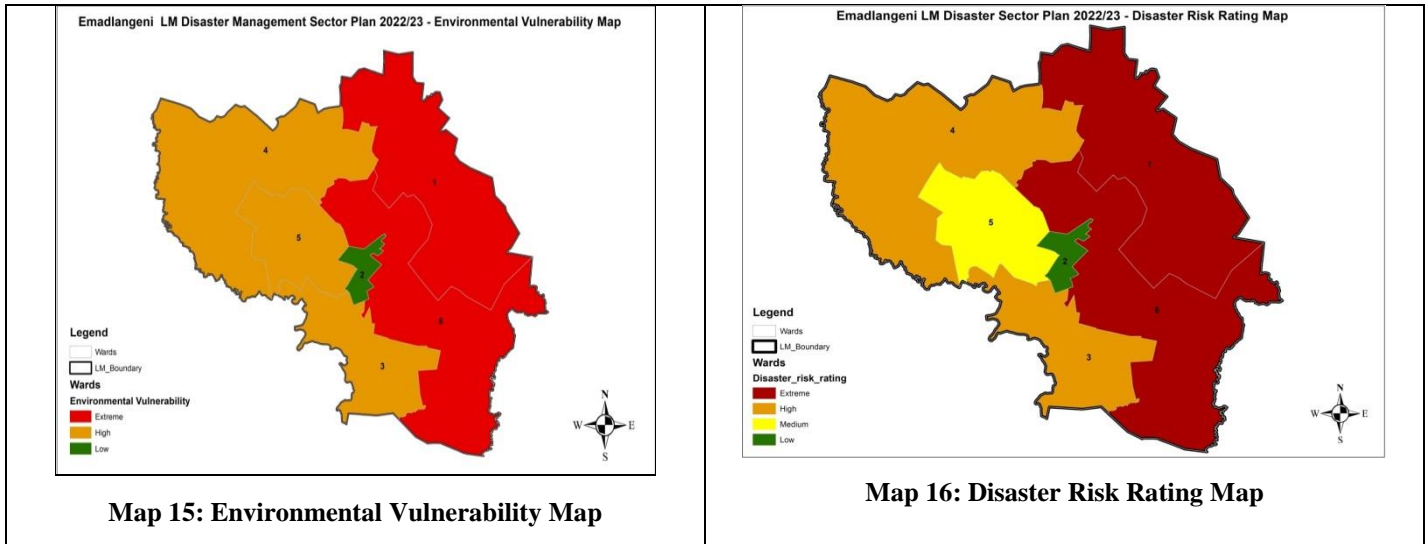 Emadlangeni LM Disaster Management Sector Plan 2022/23 - Environmental Vulnerability Map
4
1
5
2
6
3
Legend
Wards
LM_Boundary
Wards
Environmental Vulnerability
Extreme
High
Low
N
W E
S
Map 15: Environmental Vulnerability Map
Emadlangeni LM Disaster Sector Plan 2022/23 - Disaster Risk Rating Map
4
1
5
2
6
3
Legend
Wards
LM_Boundary
Wards
Disaster_risk_rating
Extreme
High
Medium
Low
N
W E
S
Map 16: Disaster Risk Rating Map